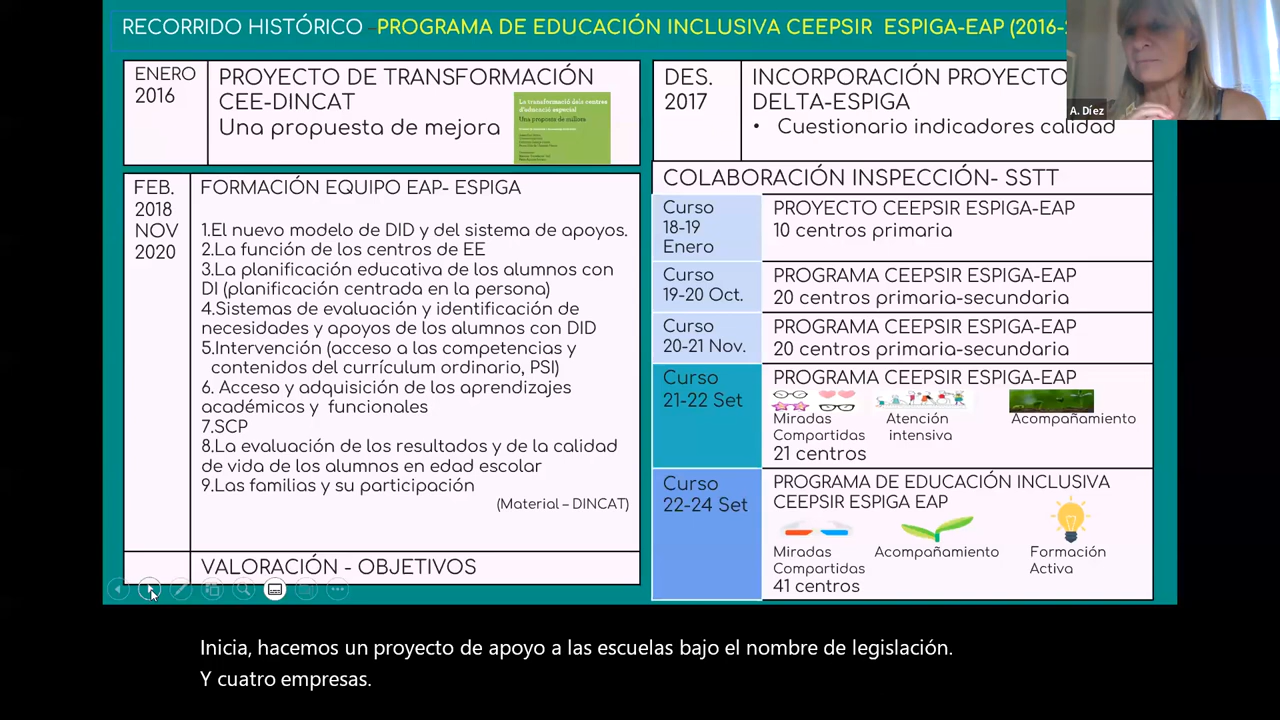 RECORRIDO HISTÓRICO –PROGRAMA DE EDUCACIÓN INCLUSIVA CEEPSIR ESPIGA-EAP (2016-
ENERO
2016
PROYECTO DE TRANSFORMACIÓN
CEE-DINCAT
Una propuesta de mejora
La transformació dels centres
d'educació especial
Una proposta de millora
FEB.
2018
NOV
2020
FORMACIÓN EQUIPO EAP- ESPIGA
1.El nuevo modelo de DID y del sistema de apoyos.
2.La función de los centros de EE
3.La planificación educativa de los alumnos con
DI (planificación centrada en la persona)
4.Sistemas de evaluación y identificación de
necesidades y apoyos de los alumnos con DID
5.Intervención (acceso a las competencias y
contenidos del currículum ordinario, PSI)
6. Acceso y adquisición de los aprendizajes
académicos y funcionales
7.SCP
8.La evaluación de los resultados y de la calidad
de vida de los alumnos en edad escolar
9.Las familias y su participación
(Material – DINCAT)
VALORACIÓN - OBJETIVOS
DES.
2017
INCORPORACIÓN PROYECTO
DELTA-ESPIGA
• Cuestionario indicadores calidad
A. Díez
COLABORACIÓN INSPECCIÓN- SSTT
Curso
18-19
Enero
PROYECTO CEEPSIR ESPIGA-EAP
10 centros primaria
Curso
19-20 Oct.
PROGRAMA CEEPSIR ESPIGA-EAP
20 centros primaria-secundaria
Curso
20-21 Nov.
PROGRAMA CEEPSIR ESPIGA-EAP
20 centros primaria-secundaria
Curso
21-22 Set
PROGRAMA CEEPSIR ESPIGA-EAP
Miradas
Compartidas
Atención
intensiva
Acompañamiento
21 centros
Curso
22-24 Set
PROGRAMA DE EDUCACIÓN INCLUSIVA
CEEPSIR ESPIGA EAP
Miradas
Compartidas
Acompañamiento
Formación
Activa
41 centros
Inicia, hacemos un proyecto de apoyo a las escuelas bajo el nombre de legislación.
Y cuatro empresas.